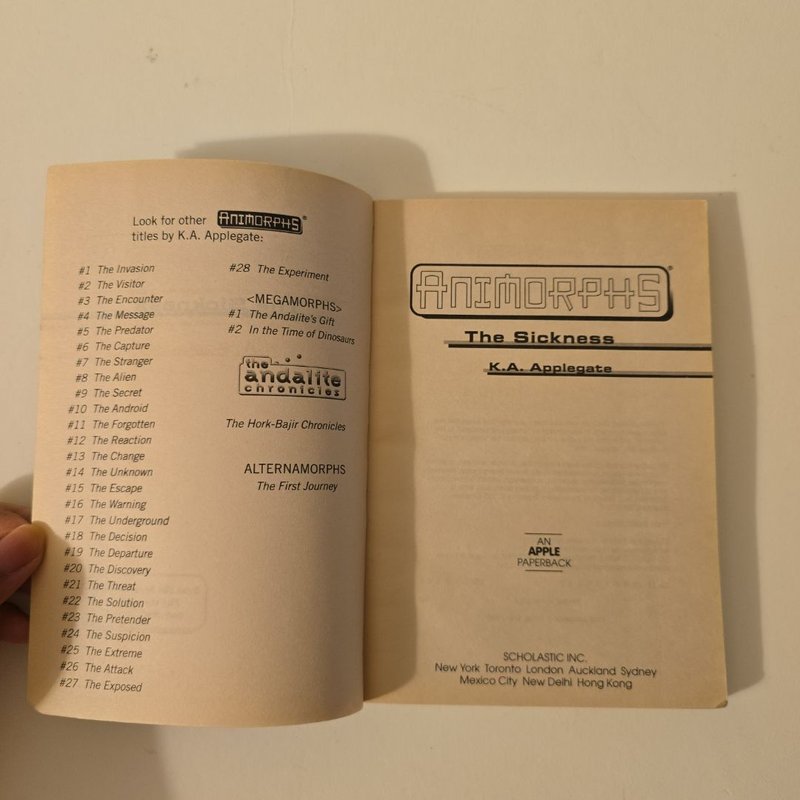 Look for other ANIMORPHS®
titles by K.A. Applegate:
#1 The Invasion
#2 The Visitor
#3 The Encounter
#4 The Message
#5 The Predator
#6 The Capture
#7 The Stranger
#8 The Alien
#9 The Secret
#10 The Android
#11 The Forgotten
#12 The Reaction
#13 The Change
#14 The Unknown
#15 The Escape
#16 The Warning
#17 The Underground
#18 The Decision
#19 The Departure
#20 The Discovery
#21 The Threat
#22 The Solution
#23 The Pretender
#24 The Suspicion
#25 The Extreme
#26 The Attack
#27 The Exposed
#28 The Experiment
<MEGAMORPHS>
#1 The Andalite's Gift
#2 In the Time of Dinosaurs
the
andalite
chronicles
The Hork-Bajir Chronicles
ALTERNAMORPHS
The First Journey
ANIMORPHS®
The Sickness
K.A. Applegate
AN
APPLE
PAPERBACK
SCHOLASTIC INC.
New York Toronto London Auckland Sydney
Mexico City New Delhi Hong Kong